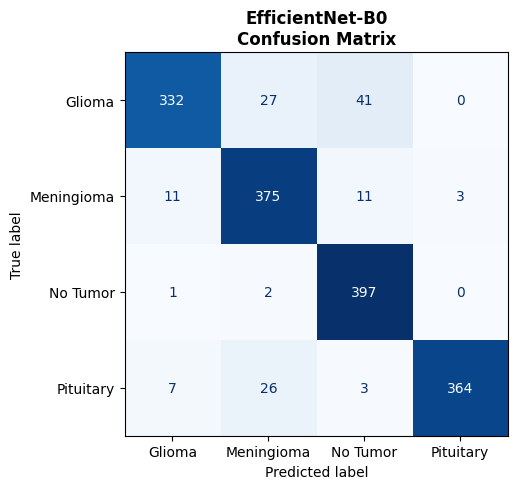 EfficientNet-B0
Confusion Matrix
True label
Glioma 332 27 41 0
Meningioma 11 375 11 3
No Tumor 1 2 397 0
Pituitary 7 26 3 364
Glioma Meningioma No Tumor Pituitary
Predicted label